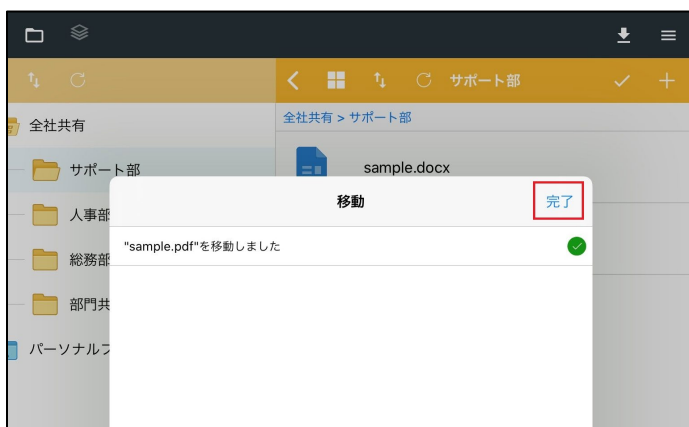 サポート部
全社共有
全社共有 > サポート部
サポート部
sample.docx
移動
完了
人事部
"sample.pdf"を移動しました
総務部
部門共
パーソナルフ